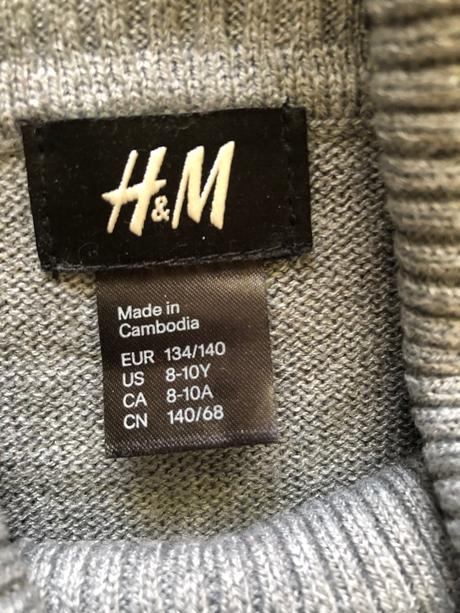 H&M
Made in
Cambodia
EUR 134/140
US 8-10Y
CA 8-10A
CN 140/68